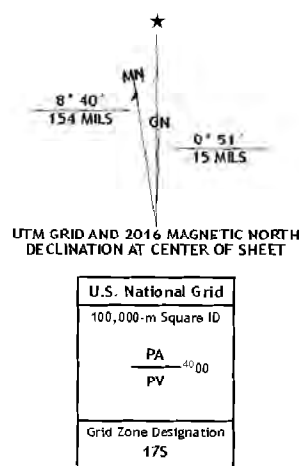 ★
MN
8° 40′
154 MILS
GN
0° 51′
15 MILS
UTM GRID AND 2016 MAGNETIC NORTH
DECLINATION AT CENTER OF SHEET
U.S. National Grid
100,000-m Square ID
PA
4000
PV
Grid Zone Designation
17S